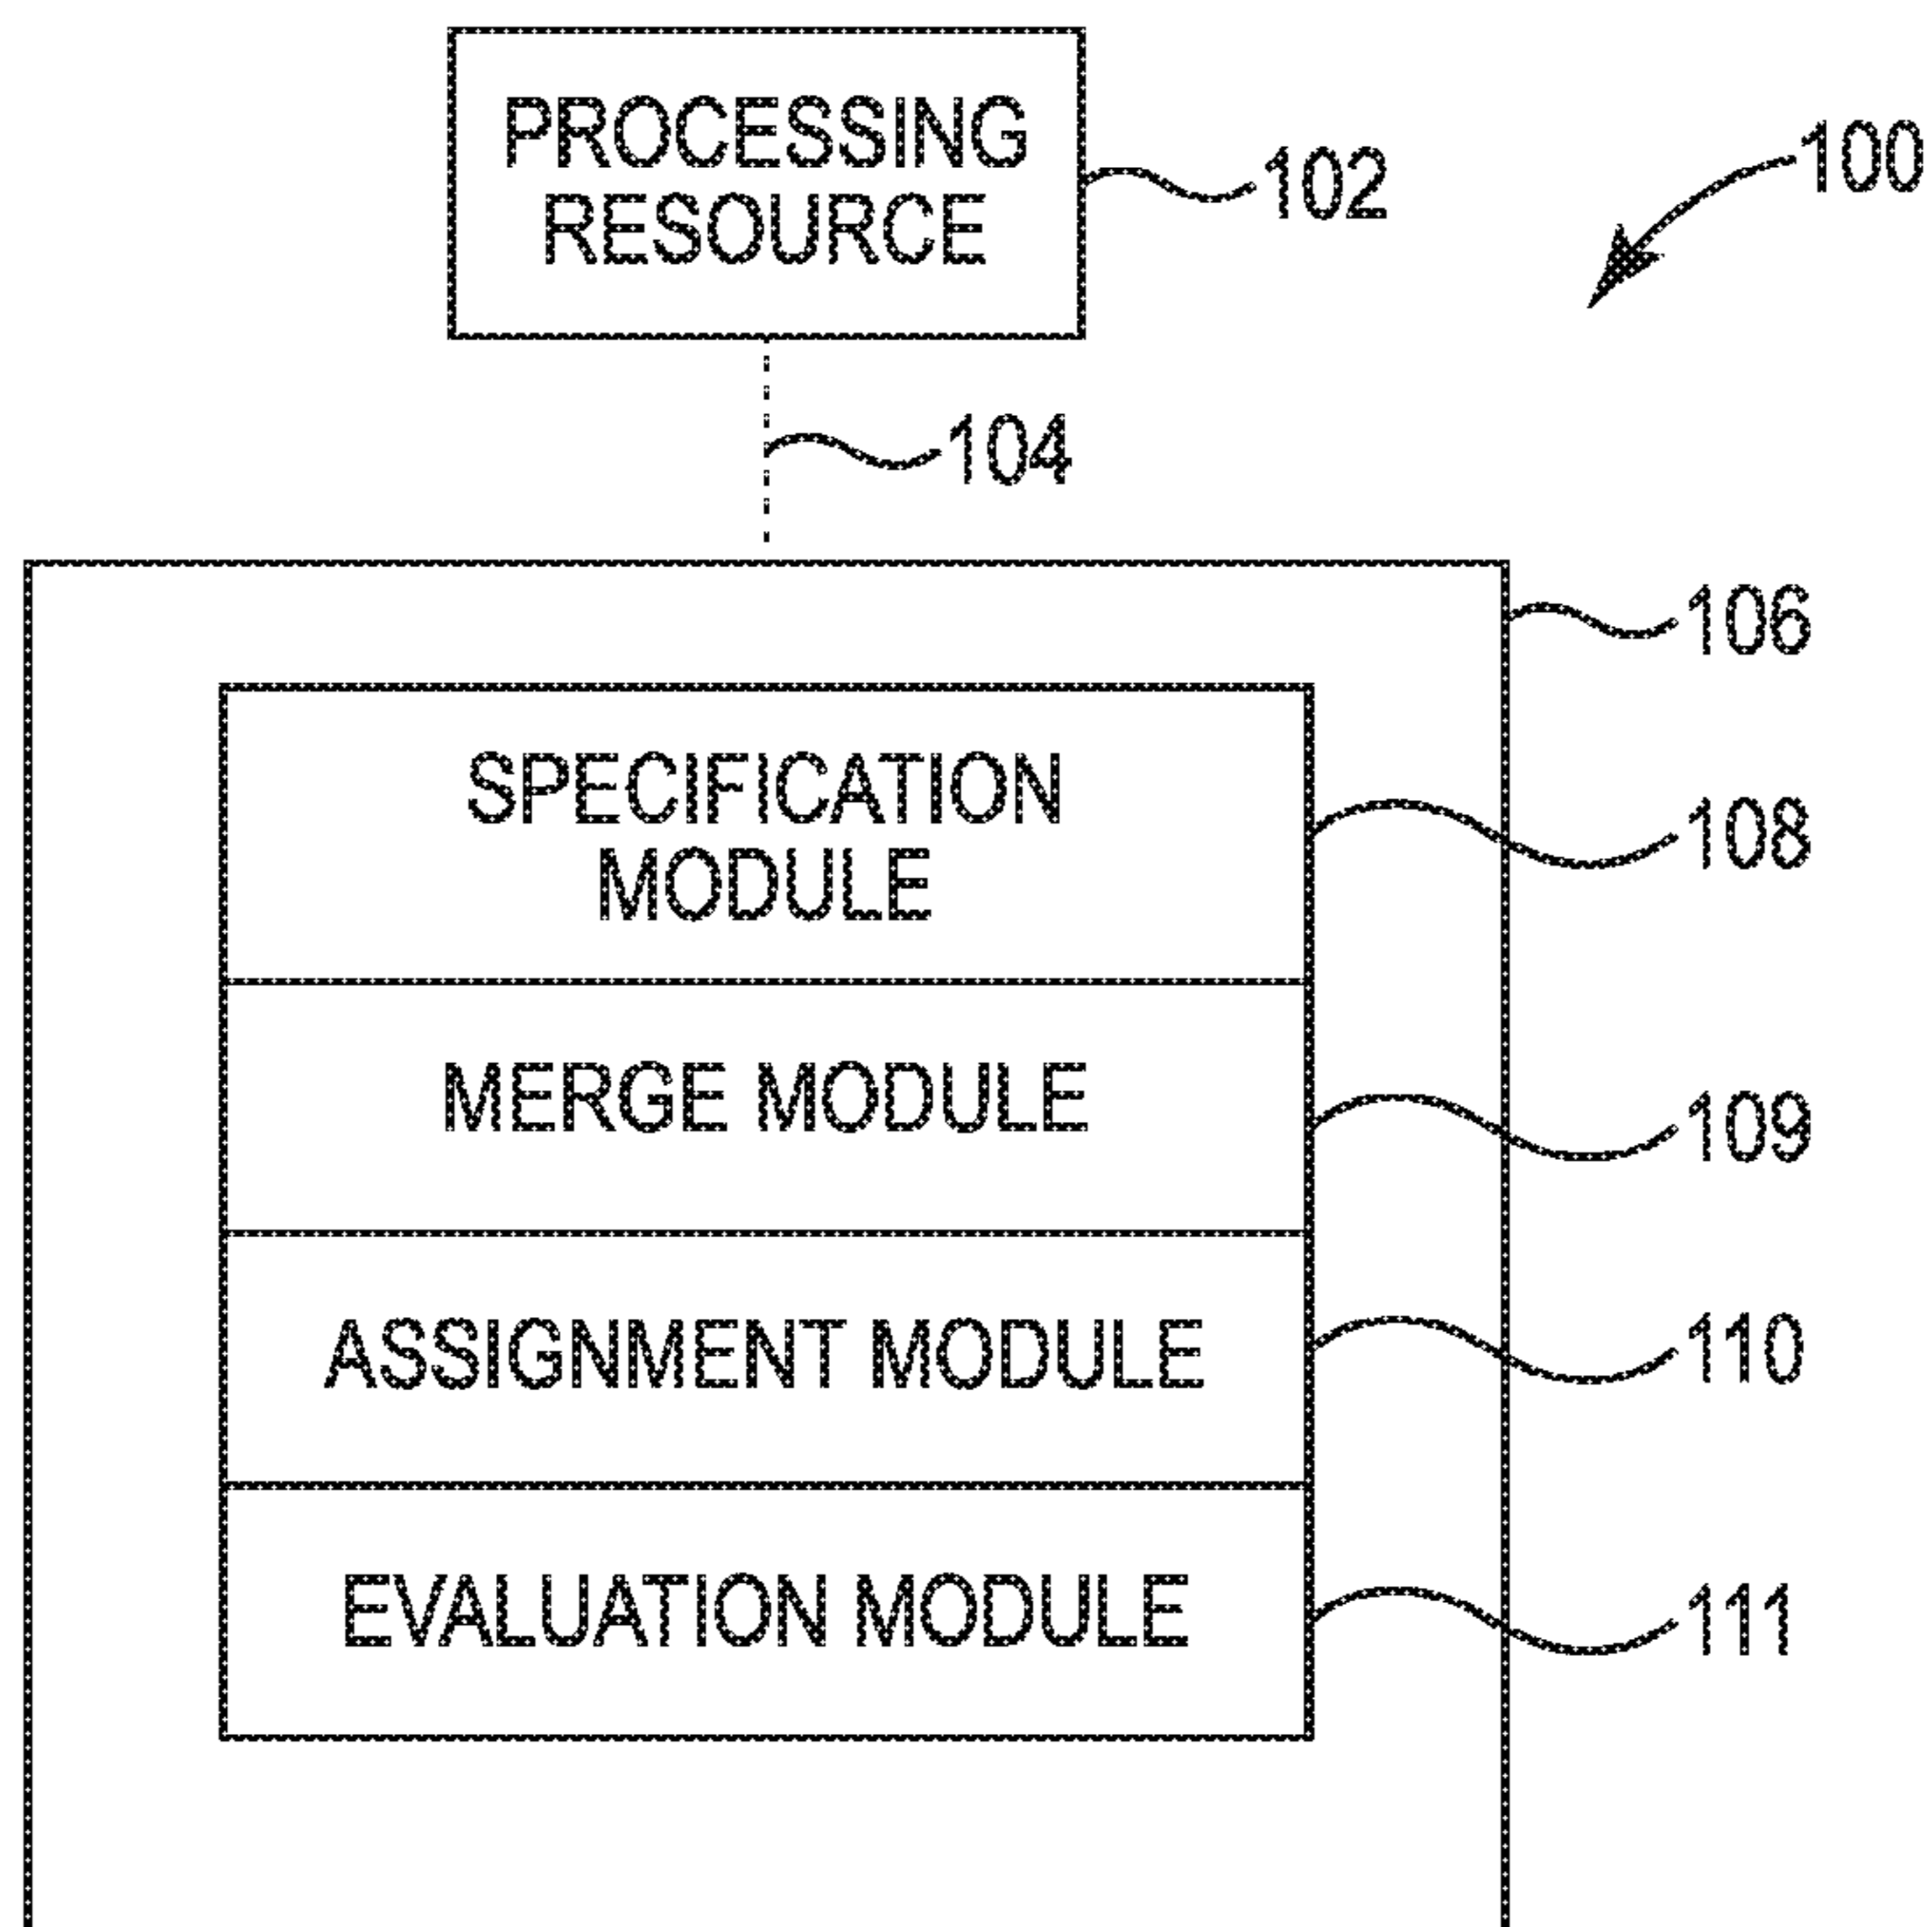 PROCESSING
RESOURCE
102
100
104
106
SPECIFICATION
MODULE
108
MERGE MODULE
109
ASSIGNMENT MODULE
110
EVALUATION MODULE
111